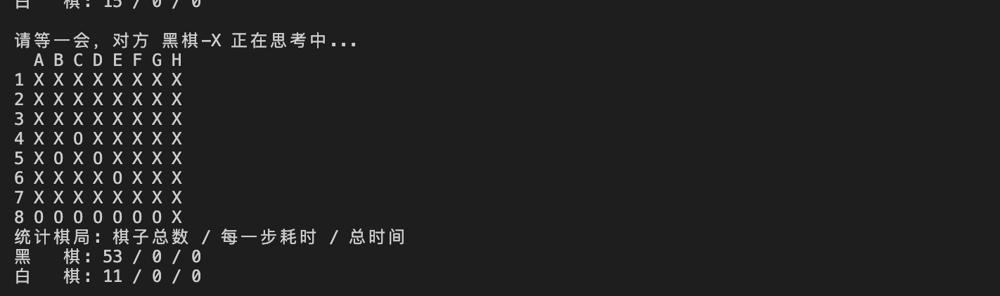 白   棋: 15 / 0 / 0
请等一会, 对方 黑棋-X 正在思考中...
  A B C D E F G H
1 X X X X X X X X
2 X X X X X X X X
3 X X X X X X X X
4 X X O X X X X X
5 X O X O X X X X
6 X X X X O X X X
7 X X X X X X X X
8 O O O O O O O X
统计棋局: 棋子总数 / 每一步耗时 / 总时间
黑   棋: 53 / 0 / 0
白   棋: 11 / 0 / 0